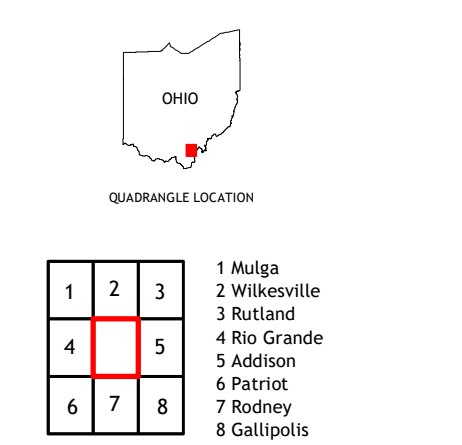 OHIO
QUADRANGLE LOCATION
1 2 3
4 5
6 7 8
1 Mulga
2 Wilkesville
3 Rutland
4 Rio Grande
5 Addison
6 Patriot
7 Rodney
8 Gallipolis